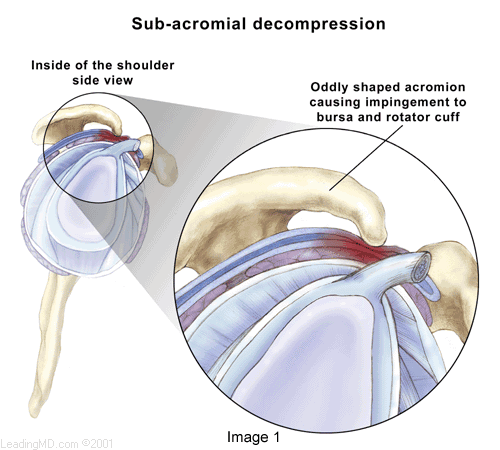 Sub-acromial decompression
Inside of the shoulder
side view
Oddly shaped acromion
causing impingement to
bursa and rotator cuff
Image 1
LeadingMD.com ©2001